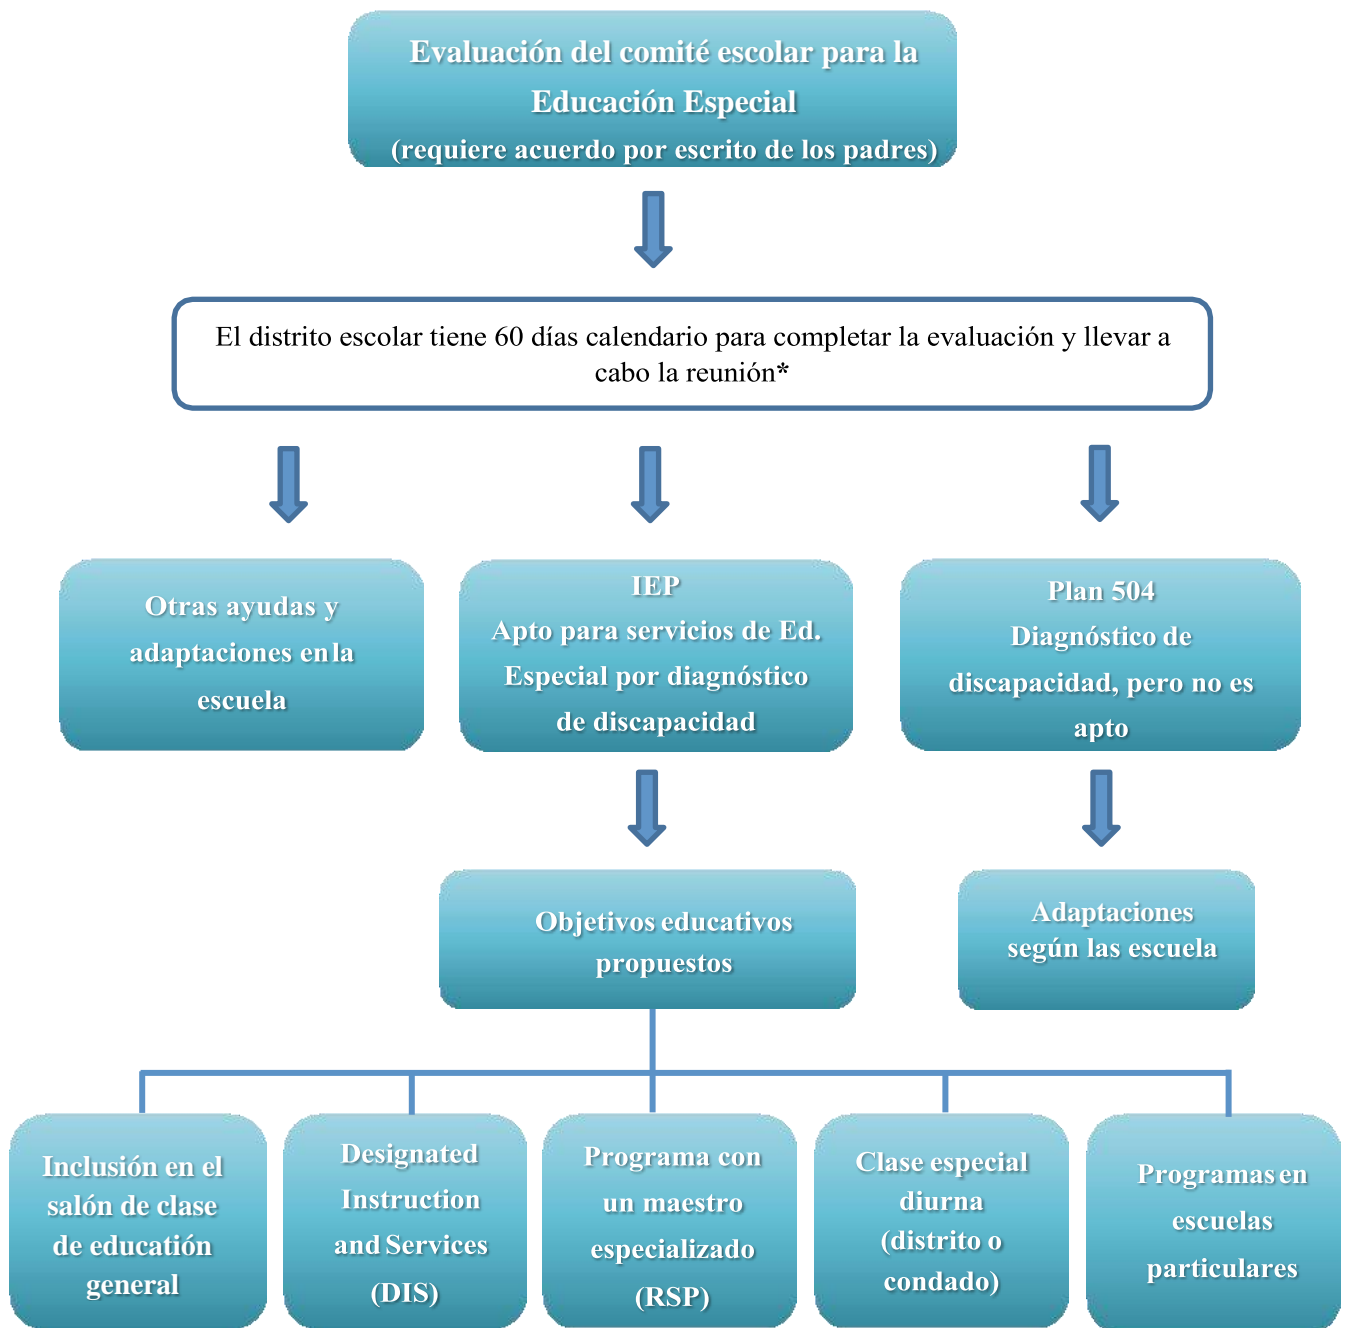 Evaluación del comité escolar para la
Educación Especial
(requiere acuerdo por escrito de los padres)
El distrito escolar tiene 60 días calendario para completar la evaluación y llevar a
cabo la reunión*
Otras ayudas y
adaptaciones en la
escuela
IEP
Apto para servicios de Ed.
Especial por diagnóstico
de discapacidad
Plan 504
Diagnóstico de
discapacidad, pero no es
apto
Objetivos educativos
propuestos
Adaptaciones
según las escuela
Inclusión en el
salón de clase
de educatión
general
Designated
Instruction
and Services
(DIS)
Programa con
un maestro
especializado
(RSP)
Clase especial
diurna
(distrito o
condado)
Programas en
escuelas
particulares